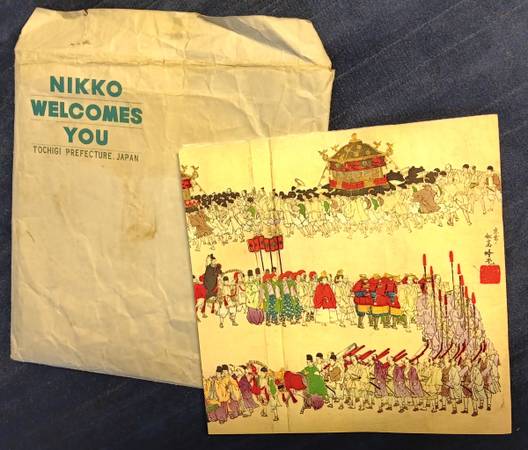 NIKKO
WELCOMES
YOU
TOCHIGI PREFECTURE, JAPAN